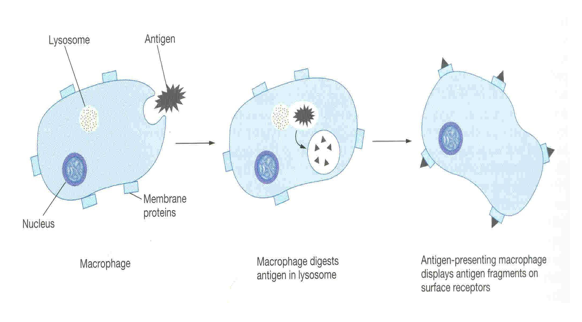 Lysosome
Antigen
Nucleus
Membrane
proteins
Macrophage
Macrophage digests
antigen in lysosome
Antigen-presenting macrophage
displays antigen fragments on
surface receptors